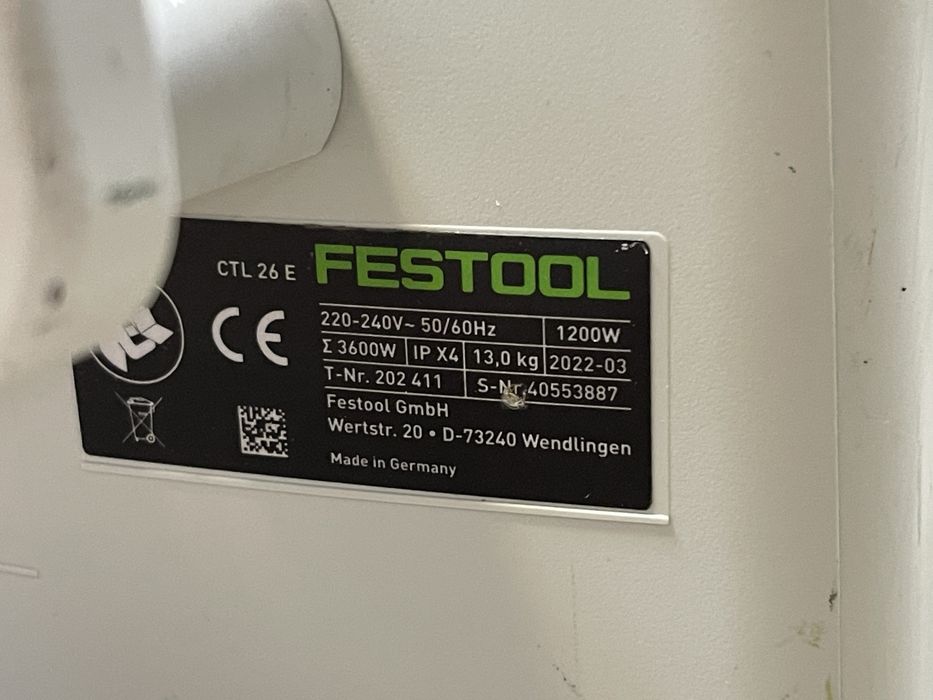 CTL 26 E FESTOOL
220-240V~ 50/60Hz 1200W
Σ 3600W IP X4 13,0 kg 2022-03
T-Nr. 202 411 S-Nr 40553887
Festool GmbH
Wertstr. 20 • D-73240 Wendlingen
Made in Germany
CE